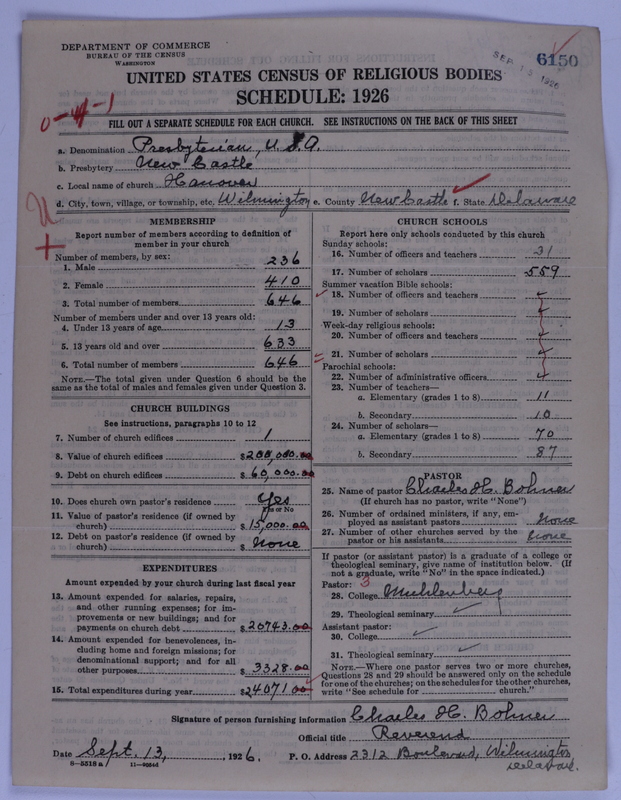 DEPARTMENT OF COMMERCE
BUREAU OF THE CENSUS
WASHINGTON
SEP 15 1926
6150
UNITED STATES CENSUS OF RELIGIOUS BODIES
SCHEDULE: 1926
0-4-1
FILL OUT A SEPARATE SCHEDULE FOR EACH CHURCH. SEE INSTRUCTIONS ON THE BACK OF THIS SHEET
a. Denomination Presbyterian, U.S.A.
b. Presbytery New Castle
c. Local name of church Hanover
d. City, town, village, or township, etc. Wilmington e. County New Castle f. State Delaware
MEMBERSHIP
Report number of members according to definition of
member in your church
Number of members, by sex:
1. Male 236
2. Female 410
3. Total number of members 646
Number of members under and over 13 years old:
4. Under 13 years of age 13
5. 13 years old and over 633
6. Total number of members 646
NOTE.—The total given under Question 6 should be the
same as the total of males and females given under Question 3.
CHURCH BUILDINGS
See instructions, paragraphs 10 to 12
7. Number of church edifices 1
8. Value of church edifices $200,000.00
9. Debt on church edifices $60,000.00
10. Does church own pastor's residence Yes
Yes or No
11. Value of pastor's residence (if owned by
church) $15,000.00
12. Debt on pastor's residence (if owned by
church) $ None
EXPENDITURES
Amount expended by your church during last fiscal year
13. Amount expended for salaries, repairs,
and other running expenses; for im-
provements or new buildings; and for
payments on church debt $20743.00
14. Amount expended for benevolences, in-
cluding home and foreign missions; for
denominational support; and for all
other purposes $3328.00
15. Total expenditures during year $24071.00
CHURCH SCHOOLS
Report here only schools conducted by this church
Sunday schools:
16. Number of officers and teachers 31
17. Number of scholars 559
Summer vacation Bible schools:
18. Number of officers and teachers
19. Number of scholars
Week-day religious schools:
20. Number of officers and teachers
21. Number of scholars
Parochial schools:
22. Number of administrative officers
23. Number of teachers—
a. Elementary (grades 1 to 8) 11
b. Secondary 10
24. Number of scholars—
a. Elementary (grades 1 to 8) 70
b. Secondary 87
PASTOR
25. Name of pastor Charles H. Bohner
(If church has no pastor, write "None")
26. Number of ordained ministers, if any, em-
ployed as assistant pastors None
27. Number of other churches served by the
pastor or his assistants None
If pastor (or assistant pastor) is a graduate of a college or
theological seminary, give name of institution below. (If
not a graduate, write "No" in the space indicated.)
Pastor: 3
28. College Muhlenberg
29. Theological seminary
Assistant pastor:
30. College
31. Theological seminary
NOTE.—Where one pastor serves two or more churches,
Questions 28 and 29 should be answered only on the schedule
for one of the churches; on the schedules for the other churches,
write "See schedule for church."
Signature of person furnishing information Charles H. Bohner
Official title Reverend
Date Sept. 13, 1926. P. O. Address 2312 Boulevard, Wilmington
Delaware.
8-5518 a